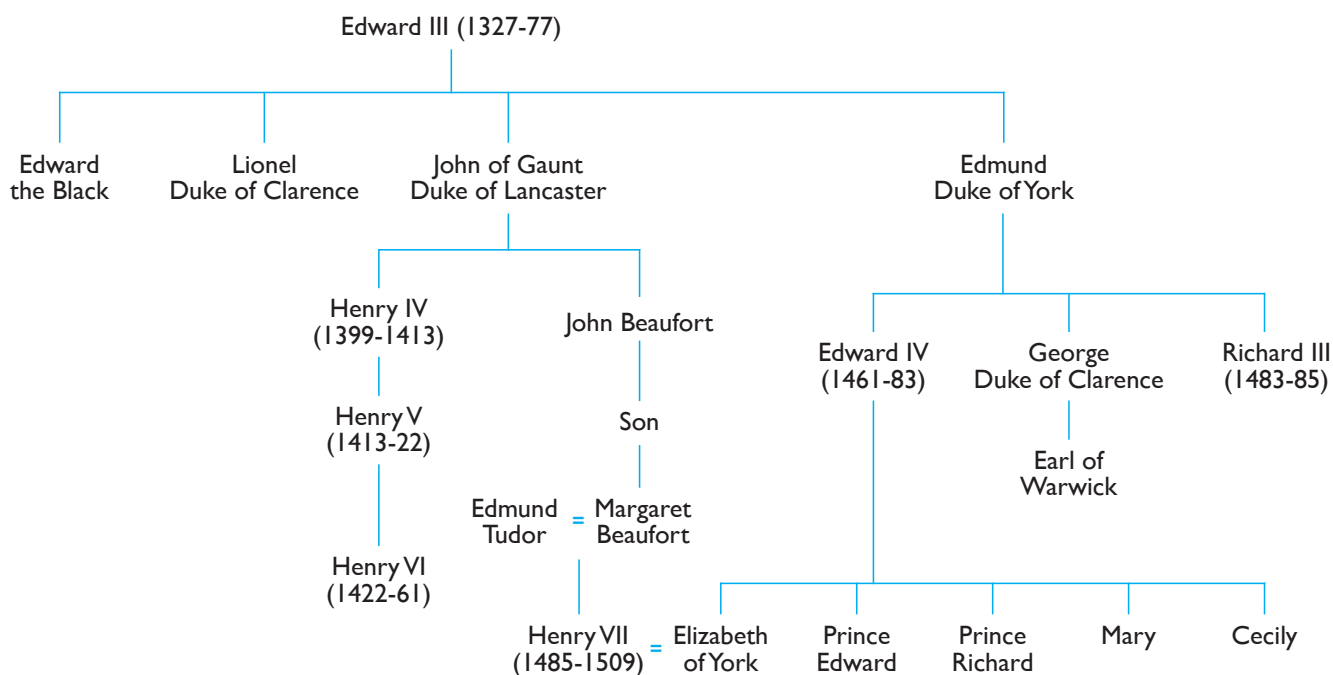 Edward III (1327-77)
Edward
the Black
Lionel
Duke of Clarence
John of Gaunt
Duke of Lancaster
Edmund
Duke of York
Henry IV
(1399-1413)
John Beaufort
Edward IV
(1461-83)
George
Duke of Clarence
Richard III
(1483-85)
Henry V
(1413-22)
Son
Earl of
Warwick
Edmund
Tudor
=
Margaret
Beaufort
Henry VI
(1422-61)
Henry VII
(1485-1509)
=
Elizabeth
of York
Prince
Edward
Prince
Richard
Mary
Cecily